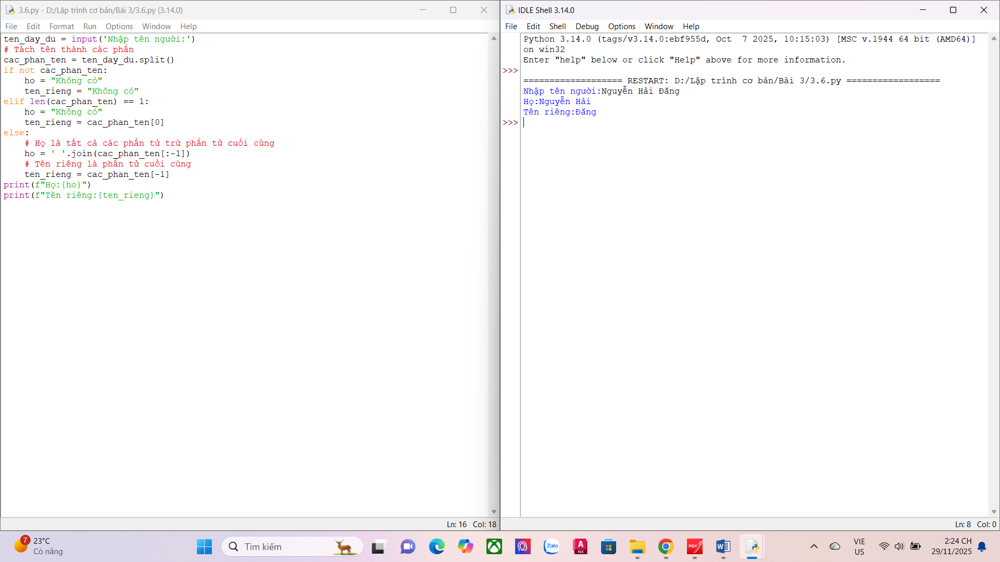 3.6.py - D:/Lập trình cơ bản/Bài 3/3.6.py (3.14.0)
File Edit Format Run Options Window Help
ten_day_du = input('Nhập tên người:')
# Tách tên thành các phần
cac_phan_ten = ten_day_du.split()
if not cac_phan_ten:
    ho = "Không có"
    ten_rieng = "Không có"
elif len(cac_phan_ten) == 1:
    ho = "Không có"
    ten_rieng = cac_phan_ten[0]
else:
    # Họ là tất cả các phần tử trừ phần tử cuối cùng
    ho = ' '.join(cac_phan_ten[:-1])
    # Tên riêng là phần tử cuối cùng
    ten_rieng = cac_phan_ten[-1]
print(f"Họ:{ho}")
print(f"Tên riêng:{ten_rieng}")
Ln: 16 Col: 18
IDLE Shell 3.14.0
File Edit Shell Debug Options Window Help
Python 3.14.0 (tags/v3.14.0:ebf955d, Oct  7 2025, 10:15:03) [MSC v.1944 64 bit (AMD64)]
on win32
Enter "help" below or click "Help" above for more information.
>>>
=================== RESTART: D:/Lập trình cơ bản/Bài 3/3.6.py ==================
Nhập tên người:Nguyễn Hải Đăng
Họ:Nguyễn Hải
Tên riêng:Đăng
>>>
Ln: 8 Col: 0
7
23°C
Có nắng
Tìm kiếm
Zalo
A
ELC
PDF
W
VIE
US
2:24 CH
29/11/2025